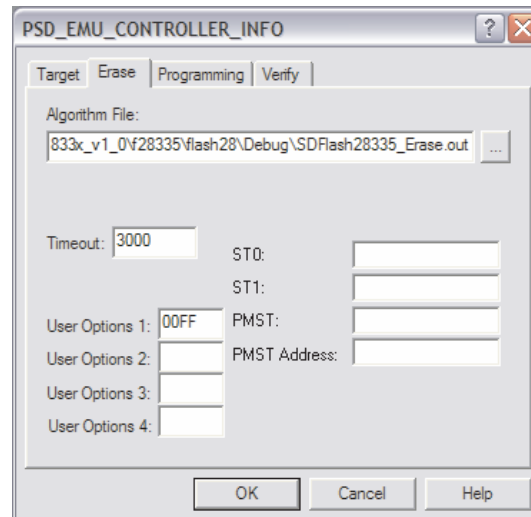 PSD_EMU_CONTROLLER_INFO
Target Erase Programming Verify
Algorithm File:
833x_v1_0\f28335\flash28\Debug\SDFlash28335_Erase.out ...
Timeout: 3000
ST0:
ST1:
User Options 1: 00FF PMST:
User Options 2: PMST Address:
User Options 3:
User Options 4:
OK Cancel Help